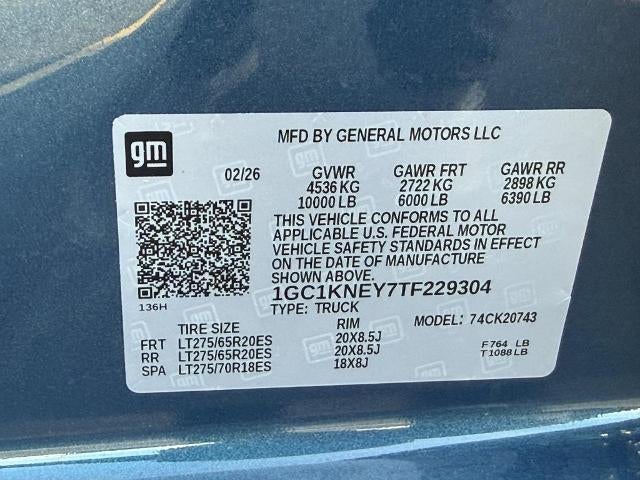 gm
MFD BY GENERAL MOTORS LLC
02/26 GVWR GAWR FRT GAWR RR
4536 KG 2722 KG 2898 KG
10000 LB 6000 LB 6390 LB
THIS VEHICLE CONFORMS TO ALL
APPLICABLE U.S. FEDERAL MOTOR
VEHICLE SAFETY STANDARDS IN EFFECT
ON THE DATE OF MANUFACTURE
SHOWN ABOVE.
136H
1GC1KNEY7TF229304
TYPE: TRUCK MODEL: 74CK20743
TIRE SIZE RIM
FRT LT275/65R20ES 20X8.5J F 764 LB
RR LT275/65R20ES 20X8.5J T 1088 LB
SPA LT275/70R18ES 18X8J